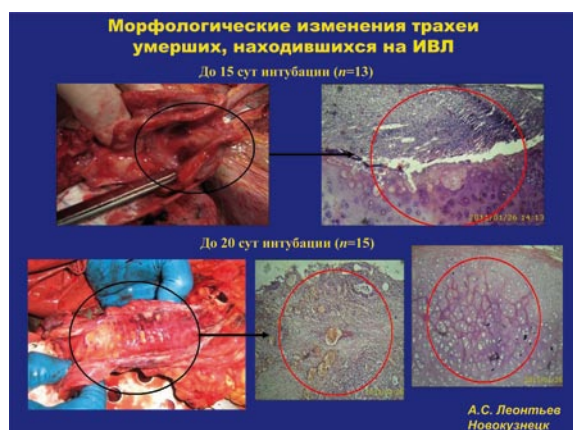 Морфологические изменения трахеи
умерших, находившихся на ИВЛ
До 15 сут интубации (n=13)
До 20 сут интубации (n=15)
А.С. Леонтьев
Новокузнецк